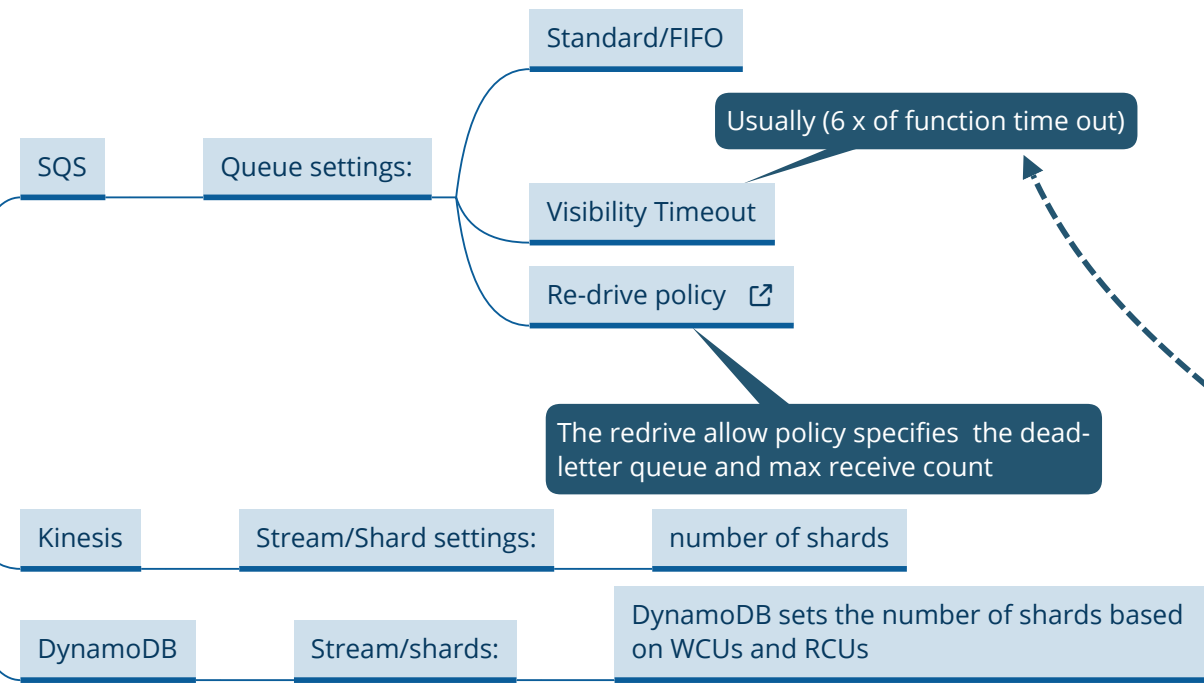 Standard/FIFO
Usually (6 x of function time out)
SQS
Queue settings:
Visibility Timeout
Re-drive policy
The redrive allow policy specifies  the dead-
letter queue and max receive count
Kinesis
Stream/Shard settings:
number of shards
DynamoDB
Stream/shards:
DynamoDB sets the number of shards based
on WCUs and RCUs